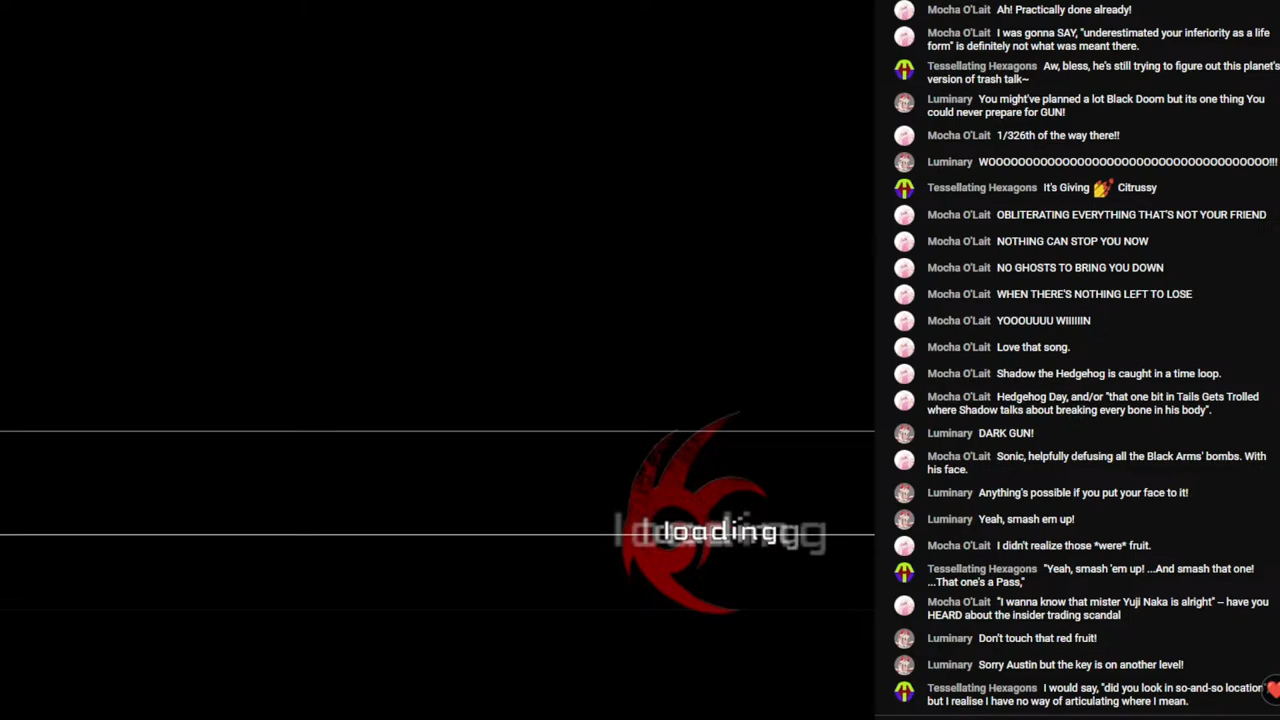 Mocha O'Lait Ah! Practically done already!
Mocha O'Lait I was gonna SAY, "underestimated your inferiority as a life
form" is definitely not what was meant there.
Tessellating Hexagons Aw, bless, he's still trying to figure out this planet's
version of trash talk~
Luminary You might've planned a lot Black Doom but its one thing You
could never prepare for GUN!
Mocha O'Lait 1/326th of the way there!!
Luminary WOOOOOOOOOOOOOOOOOOOOOOOOOOOOOOOOOOOOOO!!!
Tessellating Hexagons It's Giving 💅 Citrussy
Mocha O'Lait OBLITERATING EVERYTHING THAT'S NOT YOUR FRIEND
Mocha O'Lait NOTHING CAN STOP YOU NOW
Mocha O'Lait NO GHOSTS TO BRING YOU DOWN
Mocha O'Lait WHEN THERE'S NOTHING LEFT TO LOSE
Mocha O'Lait YOOOUUUU WIIIIIIN
Mocha O'Lait Love that song.
Mocha O'Lait Shadow the Hedgehog is caught in a time loop.
Mocha O'Lait Hedgehog Day, and/or "that one bit in Tails Gets Trolled
where Shadow talks about breaking every bone in his body".
Luminary DARK GUN!
Mocha O'Lait Sonic, helpfully defusing all the Black Arms' bombs. With
his face.
Luminary Anything's possible if you put your face to it!
Luminary Yeah, smash em up!
Mocha O'Lait I didn't realize those *were* fruit.
Tessellating Hexagons "Yeah, smash 'em up! ...And smash that one!
...That one's a Pass,"
Mocha O'Lait "I wanna know that mister Yuji Naka is alright" – have you
HEARD about the insider trading scandal
Luminary Don't touch that red fruit!
Luminary Sorry Austin but the key is on another level!
Tessellating Hexagons I would say, "did you look in so-and-so location"
but I realise I have no way of articulating where I mean.
loading